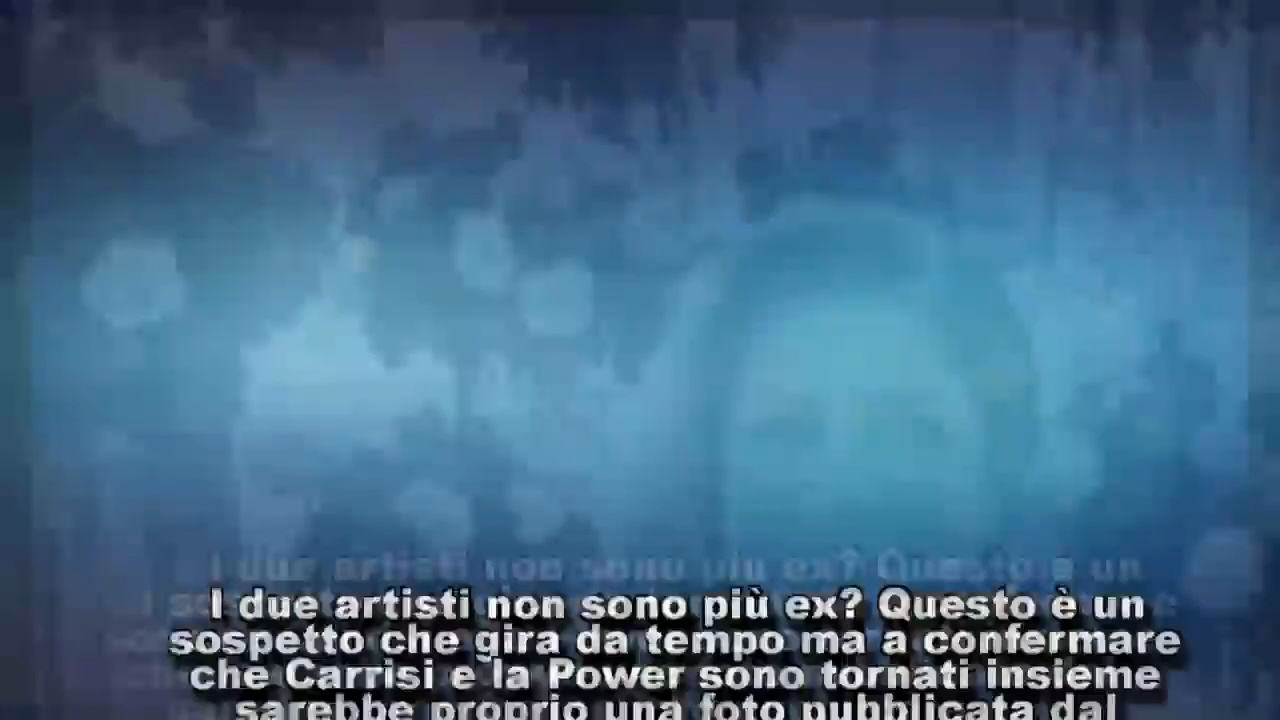 I due artisti non sono più ex? Questo è un
sospetto che gira da tempo ma a confermare
che Carrisi e la Power sono tornati insieme
sarebbe proprio una foto pubblicata dal